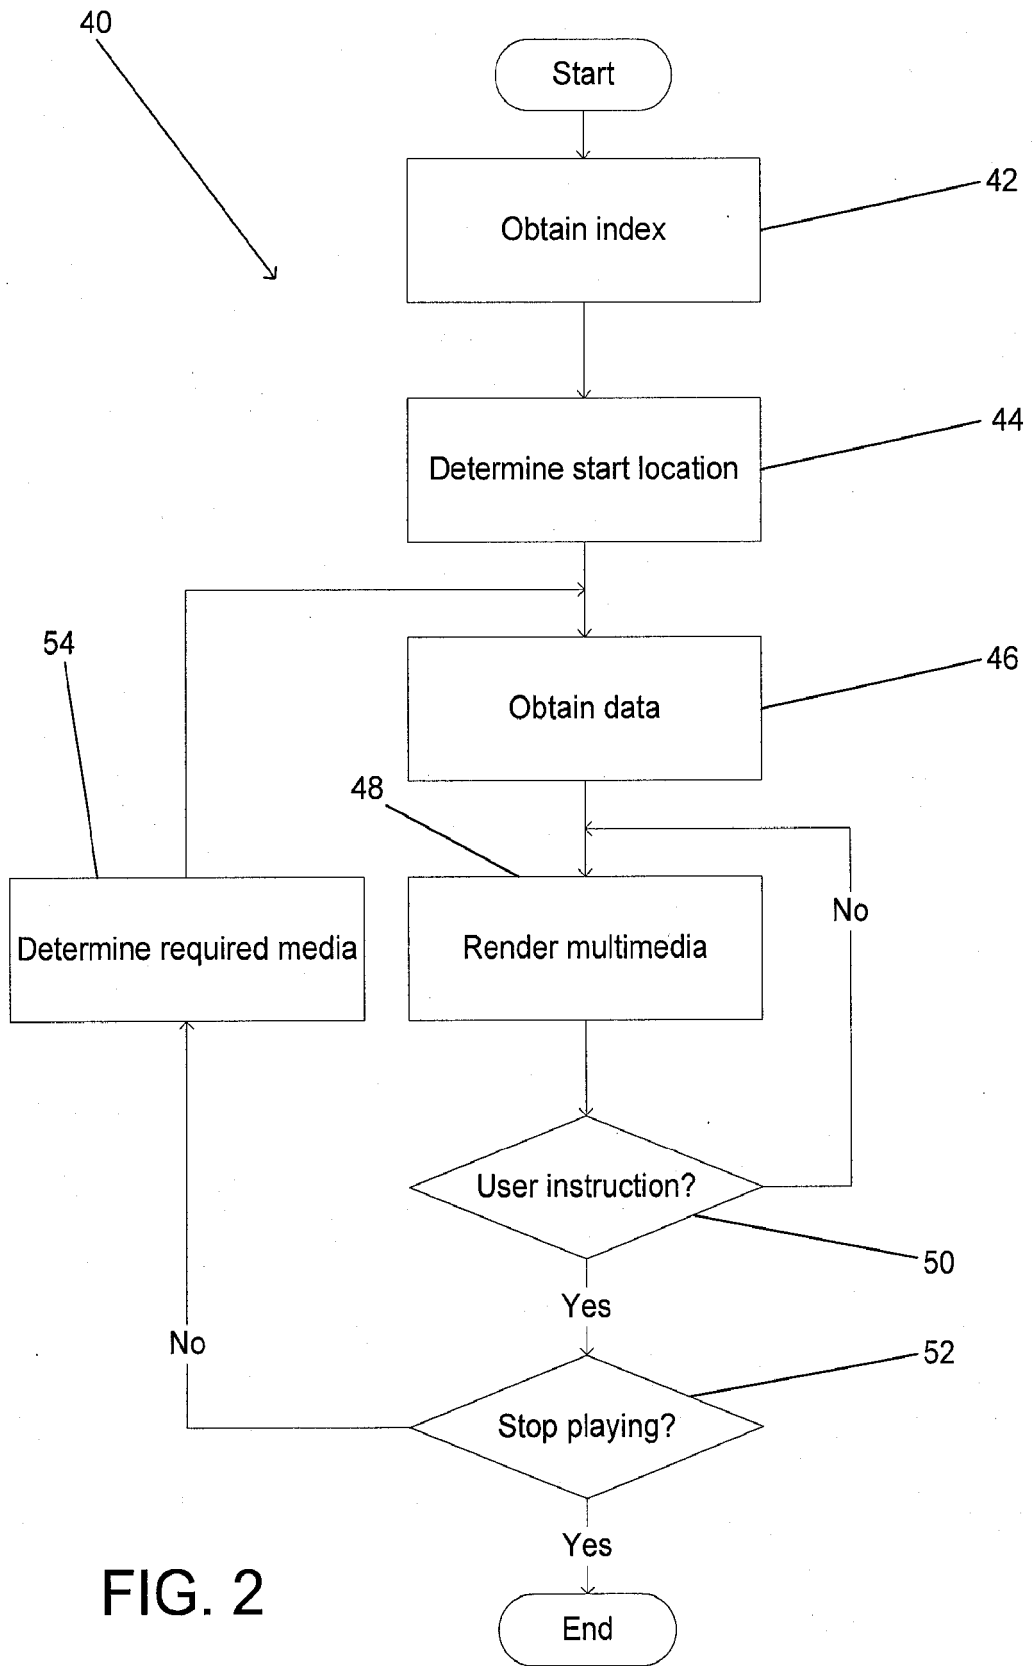 40
Start
42
Obtain index
44
Determine start location
54
46
Obtain data
48
No
Determine required media
Render multimedia
User instruction?
50
Yes
No
52
Stop playing?
Yes
FIG. 2
End